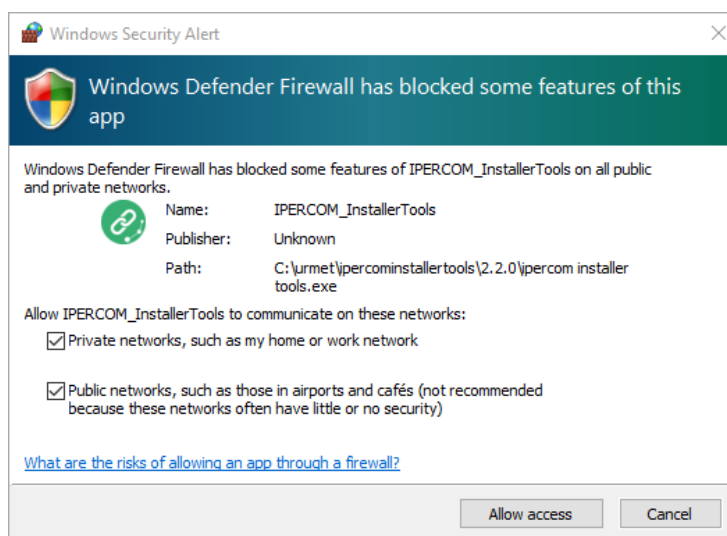 Windows Security Alert
Windows Defender Firewall has blocked some features of this
app
Windows Defender Firewall has blocked some features of IPERCOM_InstallerTools on all public
and private networks.
Name: IPERCOM_InstallerTools
Publisher: Unknown
Path: C:\urmet\ipercominstallertools\2.2.0\ipercom installer
tools.exe
Allow IPERCOM_InstallerTools to communicate on these networks:
Private networks, such as my home or work network
Public networks, such as those in airports and cafés (not recommended
because these networks often have little or no security)
What are the risks of allowing an app through a firewall?
Allow access Cancel